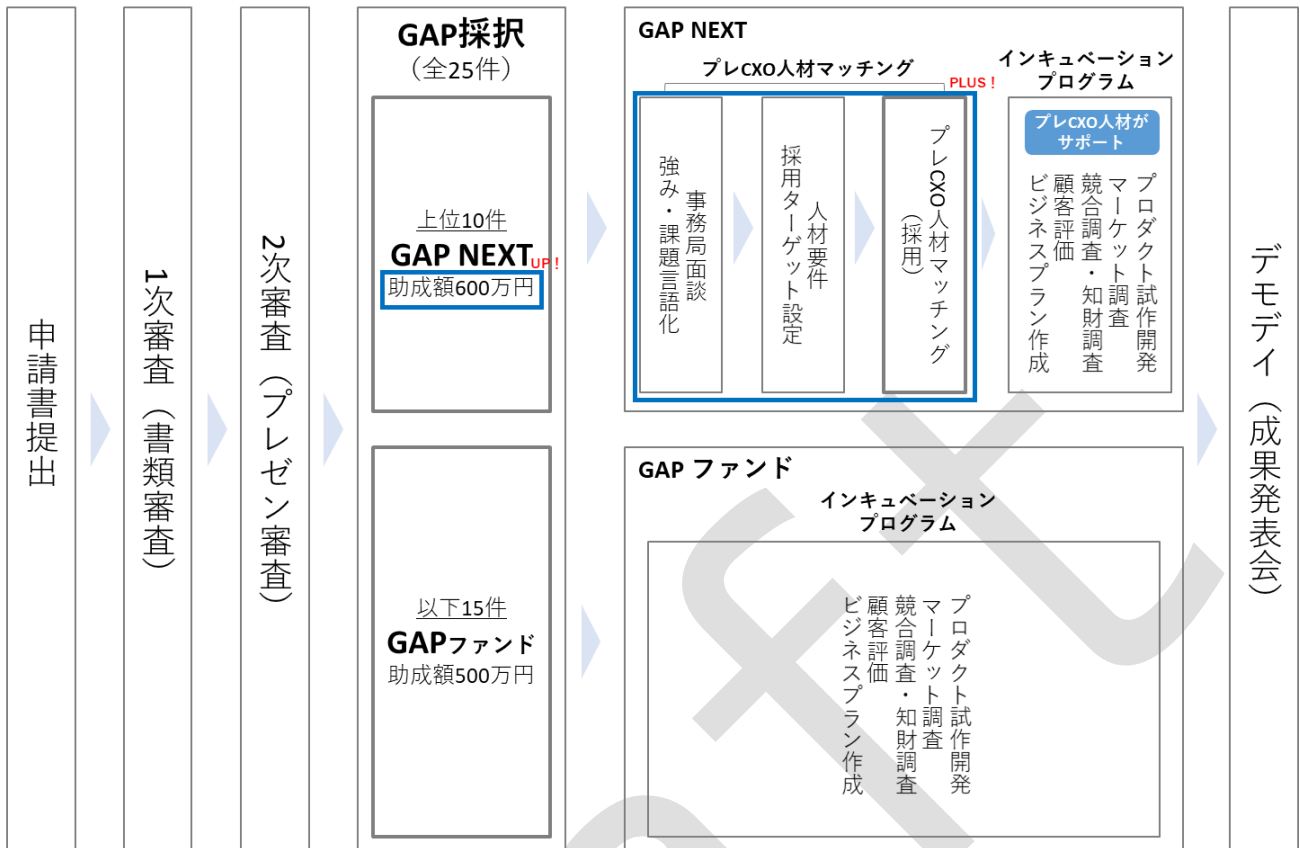 申請書提出
1次審査（書類審査）
2次審査（プレゼン審査）
GAP採択
（全25件）
上位10件
GAP NEXT
UP！
助成額600万円
以下15件
GAPファンド
助成額500万円
GAP NEXT
プレCXO人材マッチング
PLUS！
事務局面談
強み・課題言語化
人材要件
採用ターゲット設定
プレCXO人材マッチング
（採用）
インキュベーション
プログラム
プレCXO人材が
サポート
プロダクト試作開発
マーケット調査
競合調査・知財調査
顧客評価
ビジネスプラン作成
GAP ファンド
インキュベーション
プログラム
プロダクト試作開発
マーケット調査
競合調査・知財調査
顧客評価
ビジネスプラン作成
デモデイ（成果発表会）